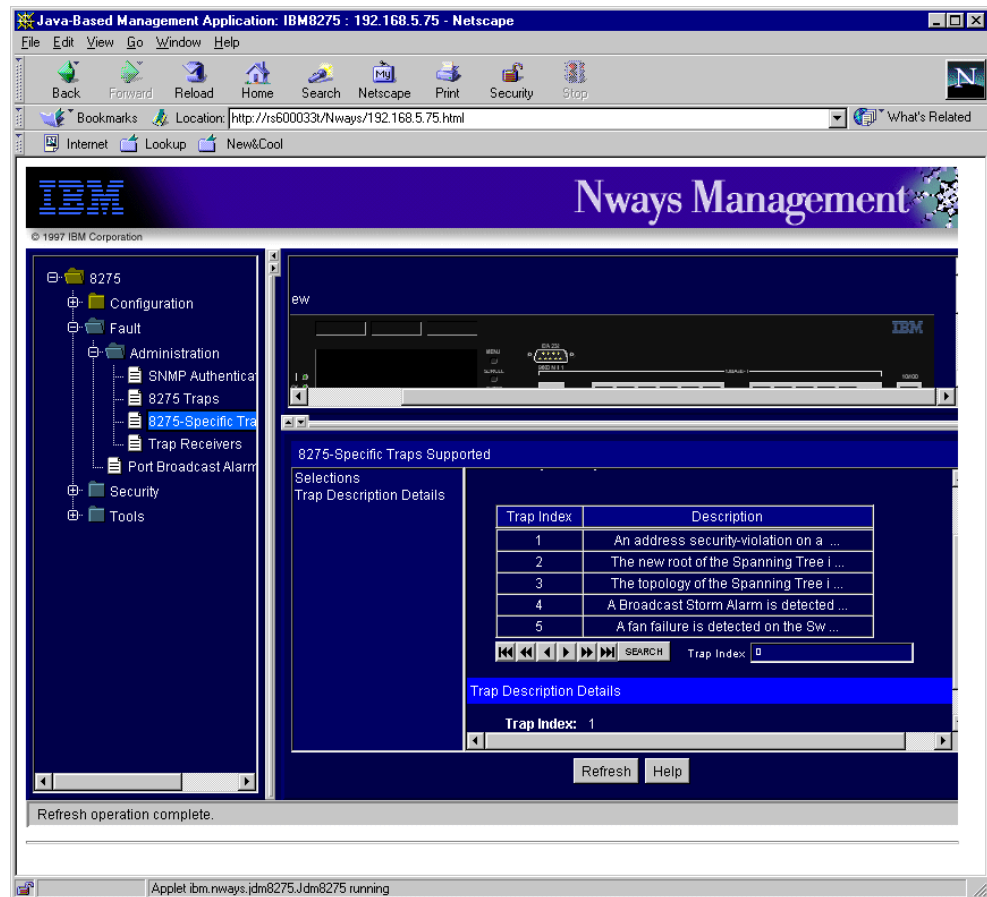 Java-Based Management Application: IBM8275 : 192.168.5.75 - Netscape
File Edit View Go Window Help
Back Forward Reload Home Search Netscape Print Security Stop
My
N
Bookmarks Location: http://rs600033t/Nways/192.168.5.75.html What's Related
Internet Lookup New&Cool
IBM
Nways Management
© 1997 IBM Corporation
8275
Configuration
Fault
Administration
SNMP Authentica
8275 Traps
8275-Specific Tra
Trap Receivers
Port Broadcast Alarm
Security
Tools
ew
IBM
MENU
8275-Specific Traps Supported
Selections
Trap Description Details
Trap Index Description
1 An address security-violation on a ...
2 The new root of the Spanning Tree i ...
3 The topology of the Spanning Tree i ...
4 A Broadcast Storm Alarm is detected ...
5 A fan failure is detected on the Sw ...
SEARCH Trap Index
Trap Description Details
Trap Index: 1
Refresh Help
Refresh operation complete.
Applet ibm.nways.jdm8275.Jdm8275 running